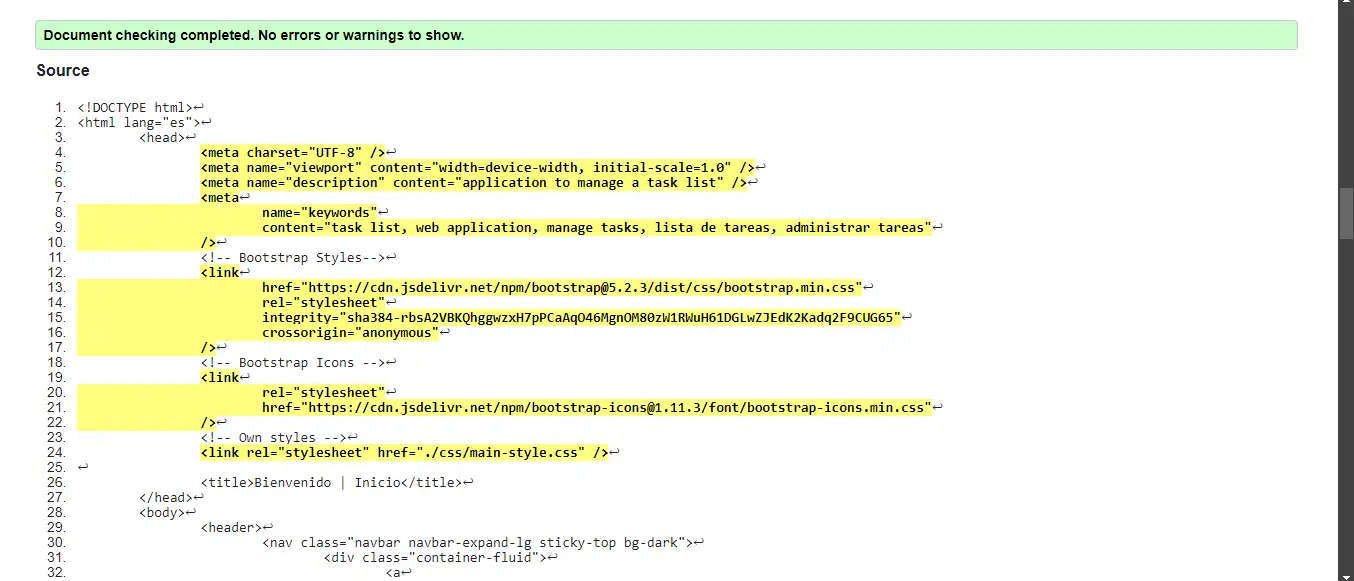 Document checking completed. No errors or warnings to show.
Source
1. <!DOCTYPE html>↩
2. <html lang="es">↩
3. <head>↩
4. <meta charset="UTF-8" />↩
5. <meta name="viewport" content="width=device-width, initial-scale=1.0" />↩
6. <meta name="description" content="application to manage a task list" />↩
7. <meta↩
8. name="keywords"↩
9. content="task list, web application, manage tasks, lista de tareas, administrar tareas"↩
10. />↩
11. <!-- Bootstrap Styles-->↩
12. <link↩
13. href="https://cdn.jsdelivr.net/npm/bootstrap@5.2.3/dist/css/bootstrap.min.css"↩
14. rel="stylesheet"↩
15. integrity="sha384-rbsA2VBKQhggwzxH7pPCaAqO46MgnOM80zW1RWuH61DGLwZJEdK2Kadq2F9CUG65"↩
16. crossorigin="anonymous"↩
17. />↩
18. <!-- Bootstrap Icons -->↩
19. <link↩
20. rel="stylesheet"↩
21. href="https://cdn.jsdelivr.net/npm/bootstrap-icons@1.11.3/font/bootstrap-icons.min.css"↩
22. />↩
23. <!-- Own styles -->↩
24. <link rel="stylesheet" href="./css/main-style.css" />↩
25. ↩
26. <title>Bienvenido | Inicio</title>↩
27. </head>↩
28. <body>↩
29. <header>↩
30. <nav class="navbar navbar-expand-lg sticky-top bg-dark">↩
31. <div class="container-fluid">↩
32. <a↩